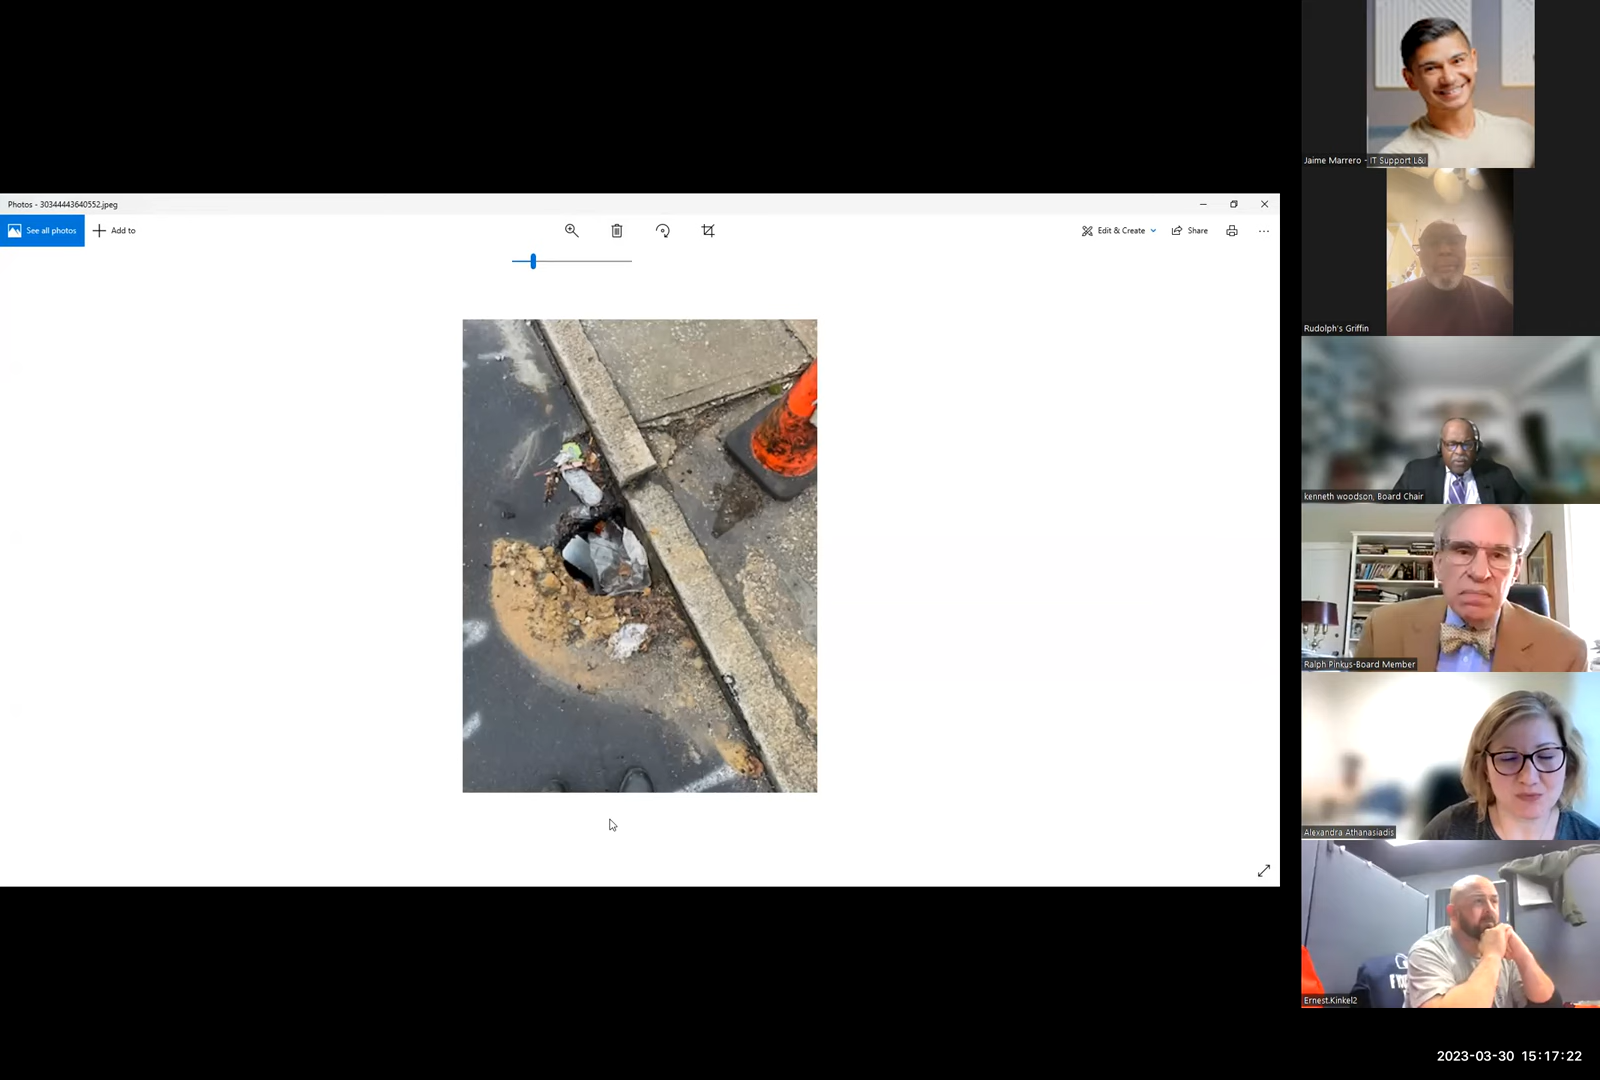 Photos - 30344443640552.jpeg
See all photos
Add to
Edit & Create
Share
Jaime Marrero - IT Support L&I
Rudolph's Griffin
kenneth woodson, Board Chair
Ralph Pinkus-Board Member
Alexandra Athanasiadis
Ernest.Kinkel2
2023-03-30 15:17:22